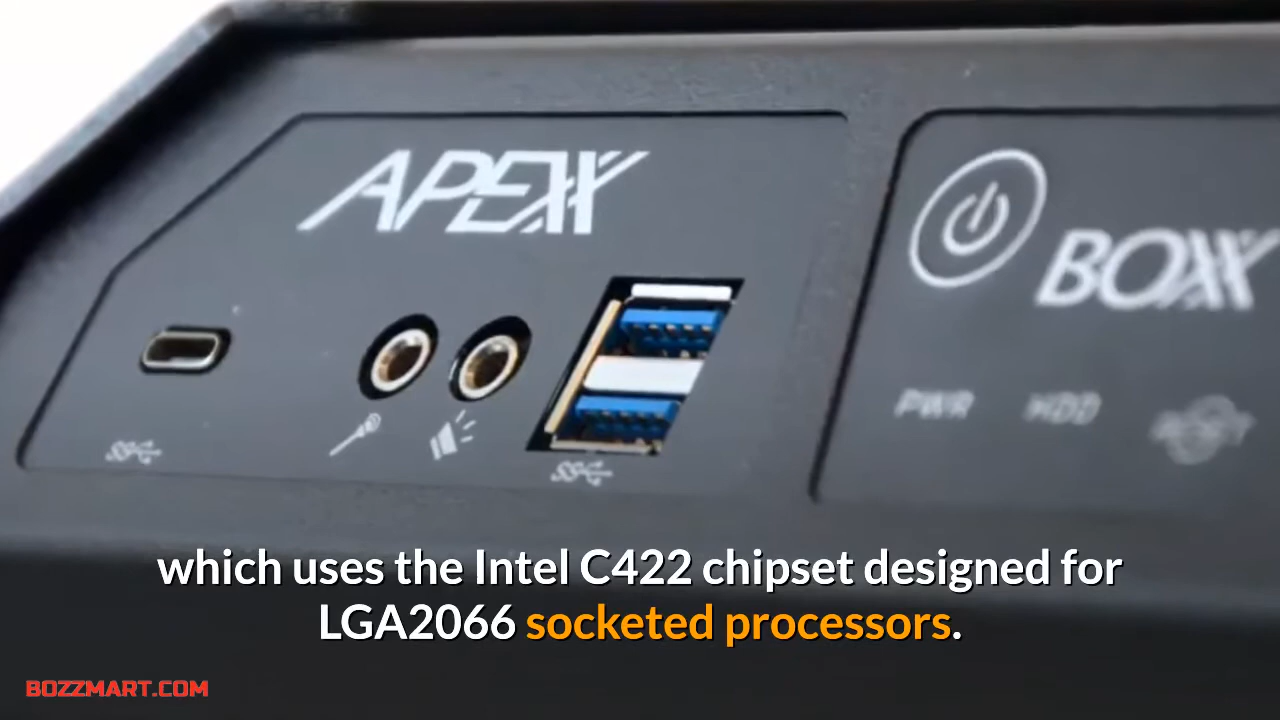 APEXX
BOXX
PWR HDD
which uses the Intel C422 chipset designed for
LGA2066 socketed processors.
BOZZMART.COM